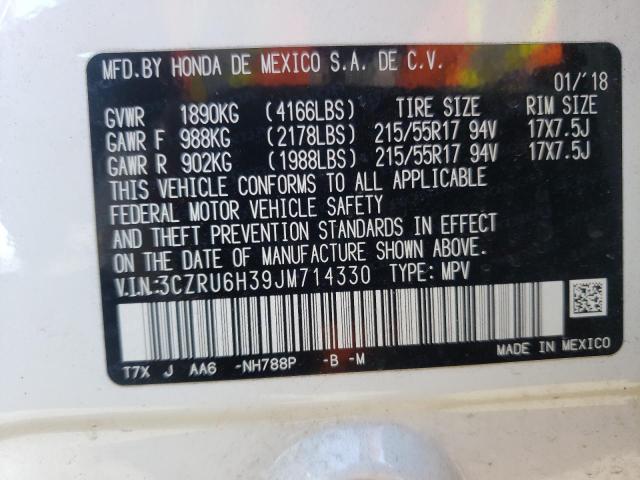 MFD.BY HONDA DE MEXICO S.A. DE C.V.
01/'18
GVWR 1890KG (4166LBS) TIRE SIZE RIM SIZE
GAWR F 988KG (2178LBS) 215/55R17 94V 17X7.5J
GAWR R 902KG (1988LBS) 215/55R17 94V 17X7.5J
THIS VEHICLE CONFORMS TO ALL APPLICABLE
FEDERAL MOTOR VEHICLE SAFETY
AND THEFT PREVENTION STANDARDS IN EFFECT
ON THE DATE OF MANUFACTURE SHOWN ABOVE.
V.I.N.:3CZRU6H39JM714330 TYPE: MPV
T7X J AA6 -NH788P -B -M MADE IN MEXICO